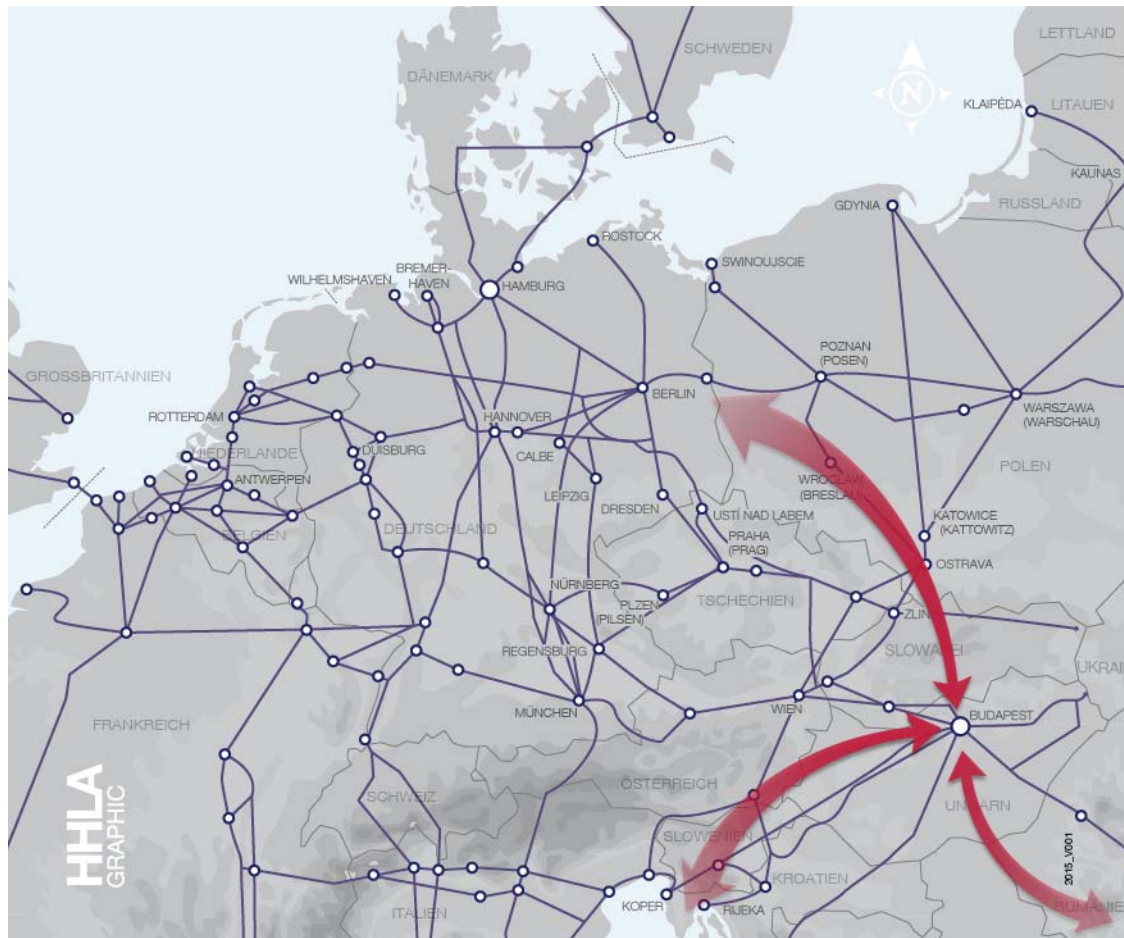 LETTLAND
SCHWEDEN
DÄNEMARK
KLAIPÉDA
LITAUEN
KAUNAS
RUSSLAND
GDYNIA
ROSTOCK
SWINOUJSCIE
BREMER-
HAVEN
WILHELMSHAVEN
HAMBURG
POZNAN
(POSEN)
GROSSBRITANNIEN
BERLIN
WARSZAWA
(WARSCHAU)
ROTTERDAM
HANNOVER
NIEDERLANDE
DUISBURG
CALBE
POLEN
ANTWERPEN
LEIPZIG
WROCLAW
(BRESLAU)
DRESDEN
USTÍ NAD LABEM
KATOWICE
(KATTOWITZ)
BELGIEN
DEUTSCHLAND
PRAHA
(PRAG)
OSTRAVA
NÜRNBERG
PLZEN
(PILSEN)
TSCHECHIEN
ZLIN
REGENSBURG
SLOWAKEI
UKRAI
MÜNCHEN
WIEN
BUDAPEST
FRANKREICH
ÖSTERREICH
SCHWEIZ
UNGARN
SLOWENIEN
KROATIEN
KOPER
RIJEKA
ITALIEN
RUMÄNIEN
HHLA
GRAPHIC
2015_V001
N